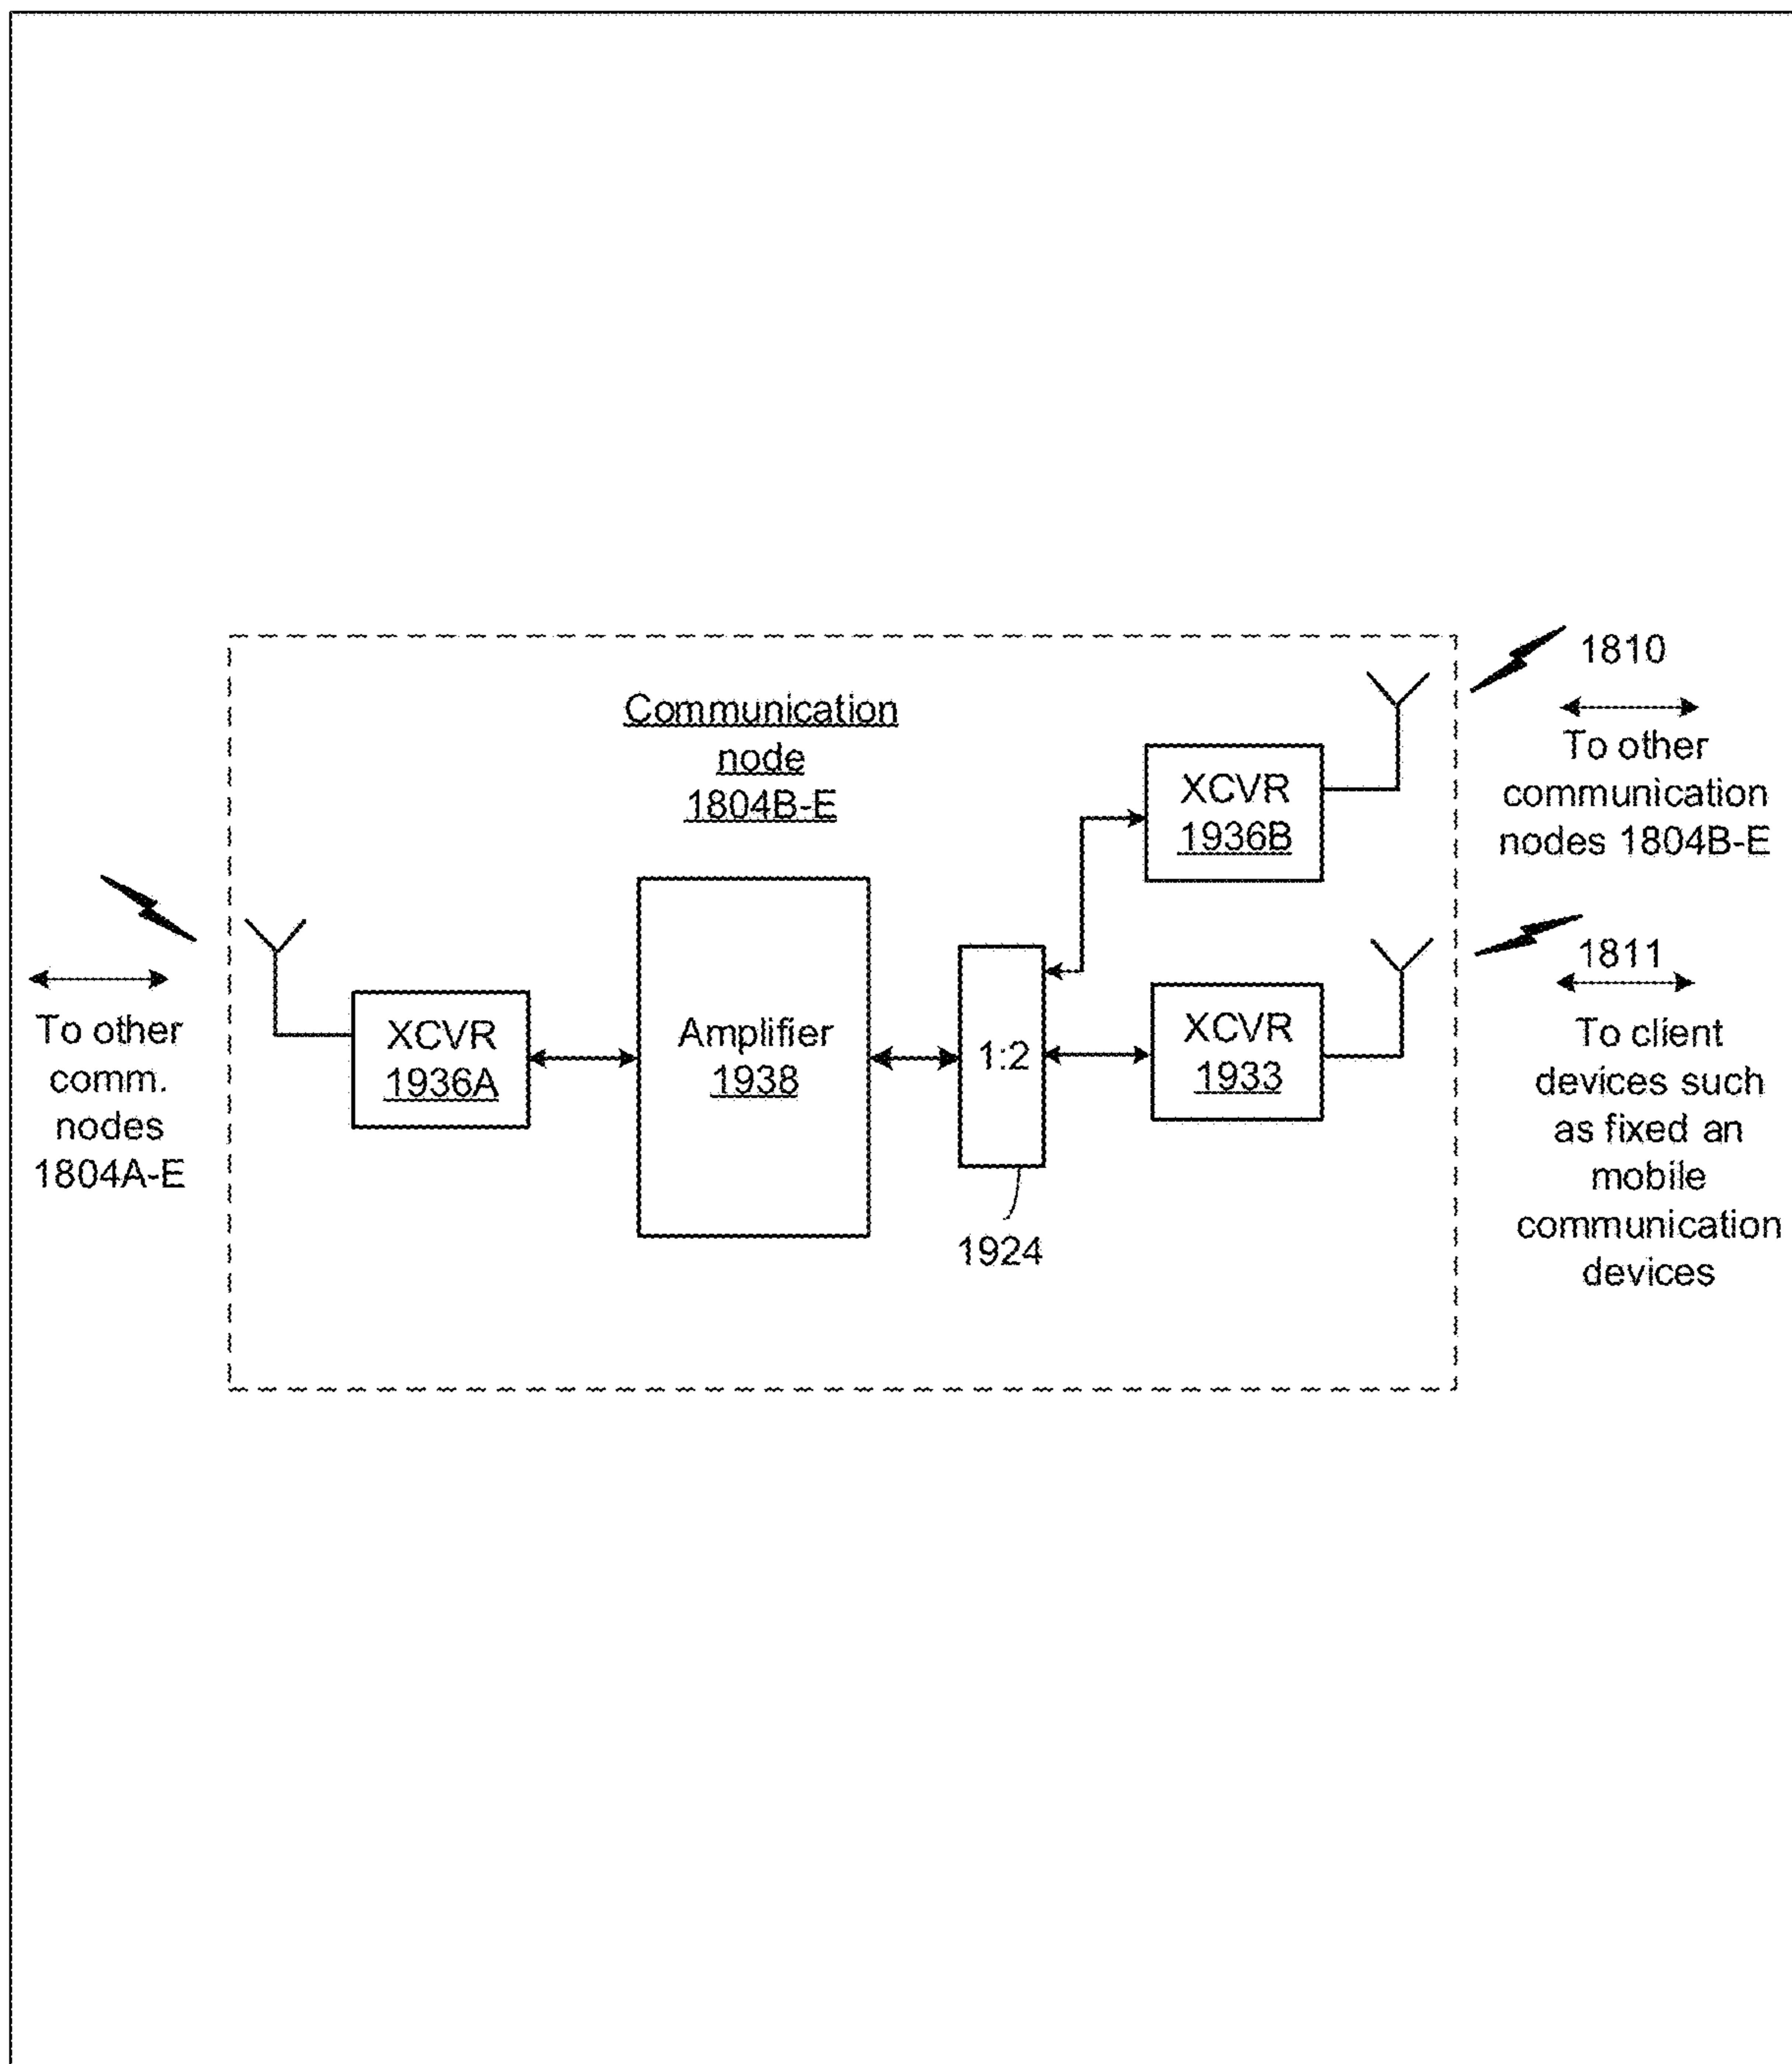 Communication
node
1804B-E
1810
To other
communication
nodes 1804B-E
XCVR
1936B
1811
To client
devices such
as fixed an
mobile
communication
devices
To other
comm.
nodes
1804A-E
XCVR
1936A
Amplifier
1938
1:2
XCVR
1933
1924